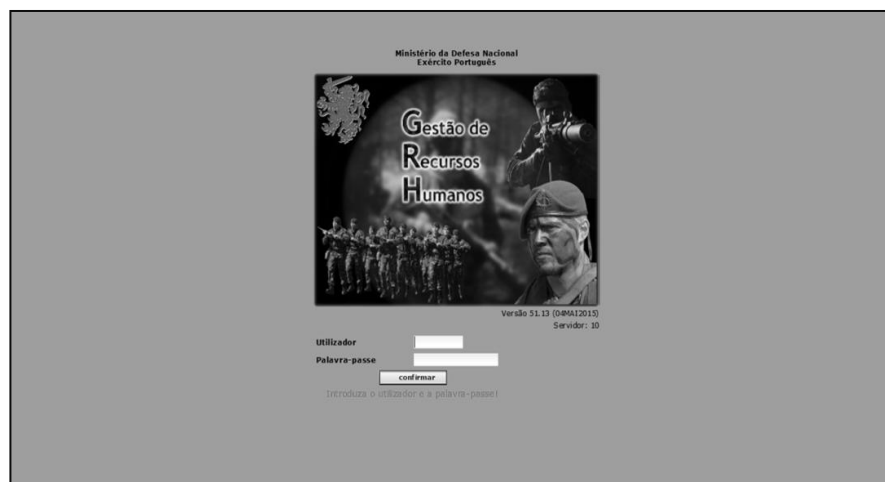 Ministério da Defesa Nacional
Exército Português
Gestão de
Recursos
Humanos
Versão 51.13 (04MAI2015)
Servidor: 10
Utilizador
Palavra-passe
confirmar
Introduza o utilizador e a palavra-passe!